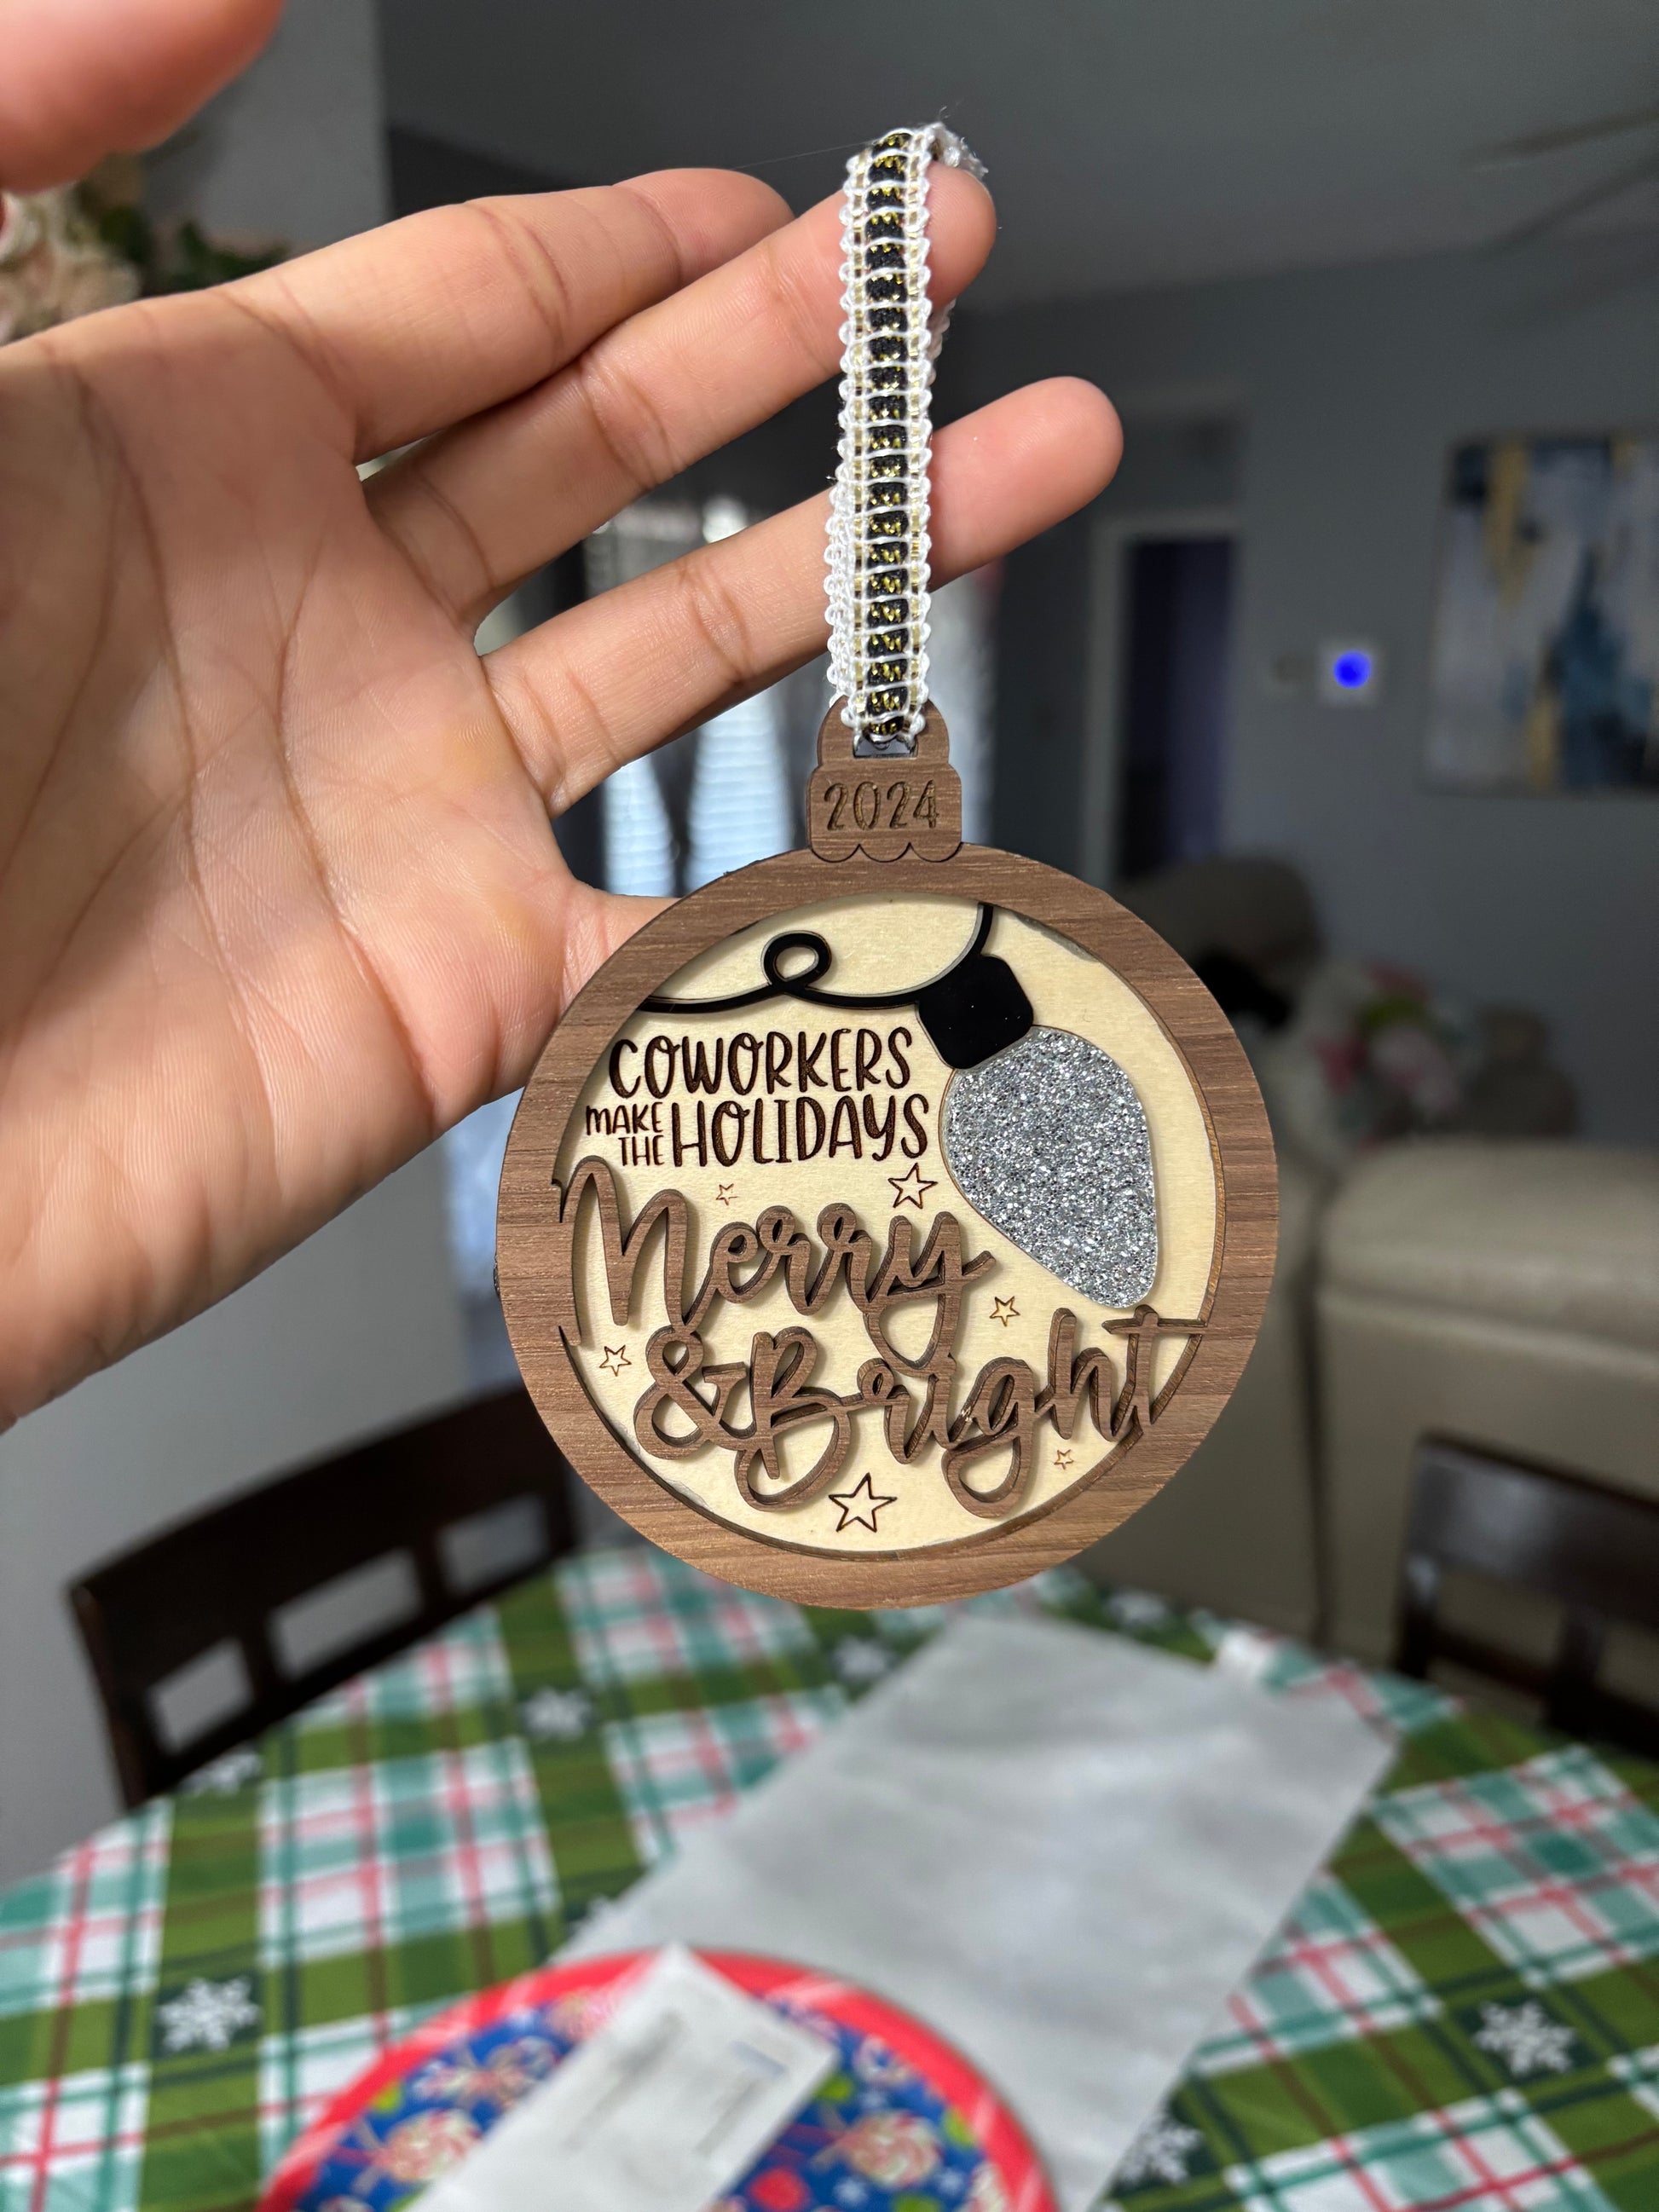 2024
COWORKERS
MAKE
THE HOLIDAYS
Merry
& Bright